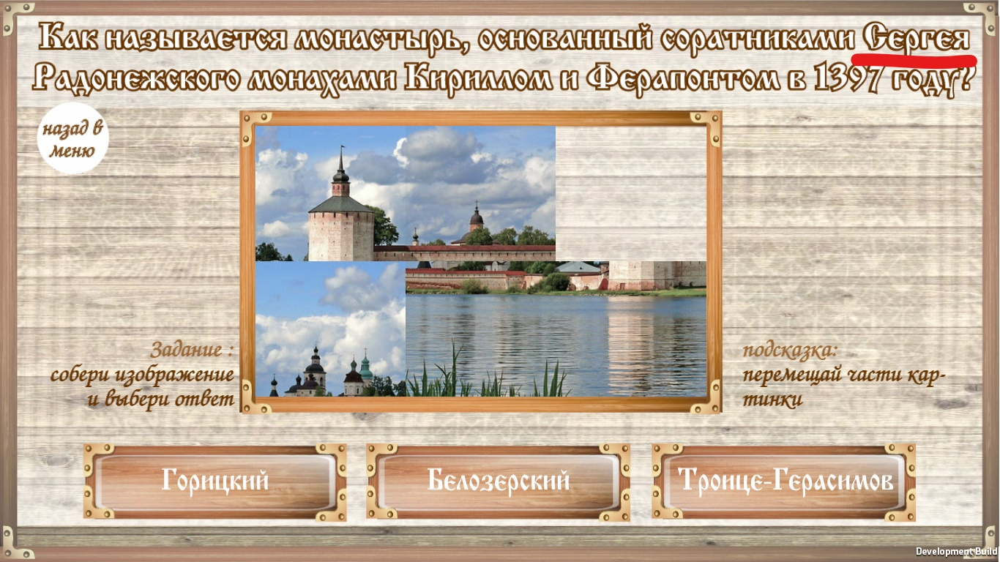 Как называется монастырь, основанный соратниками Сергея
Радонежского монахами Кириллом и Ферапонтом в 1397 году?
назад в
меню
Задание :
собери изображение
и выбери ответ
подсказка:
перемещай части кар-
тинки
Горицкий
Белозерский
Троице-Герасимов
Development Build